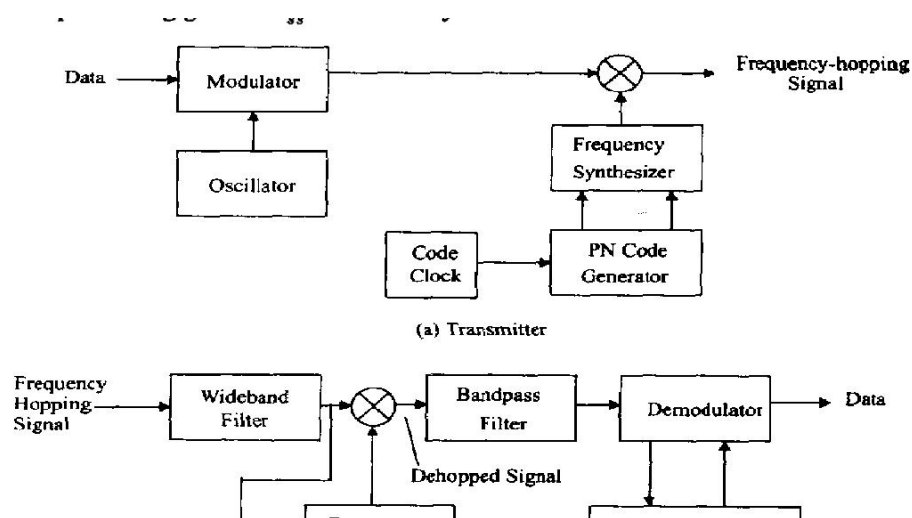 Data
Modulator
Frequency-hopping
Signal
Oscillator
Frequency
Synthesizer
Code
Clock
PN Code
Generator
(a) Transmitter
Frequency
Hopping
Signal
Wideband
Filter
Bandpass
Filter
Demodulator
Data
Dehopped Signal